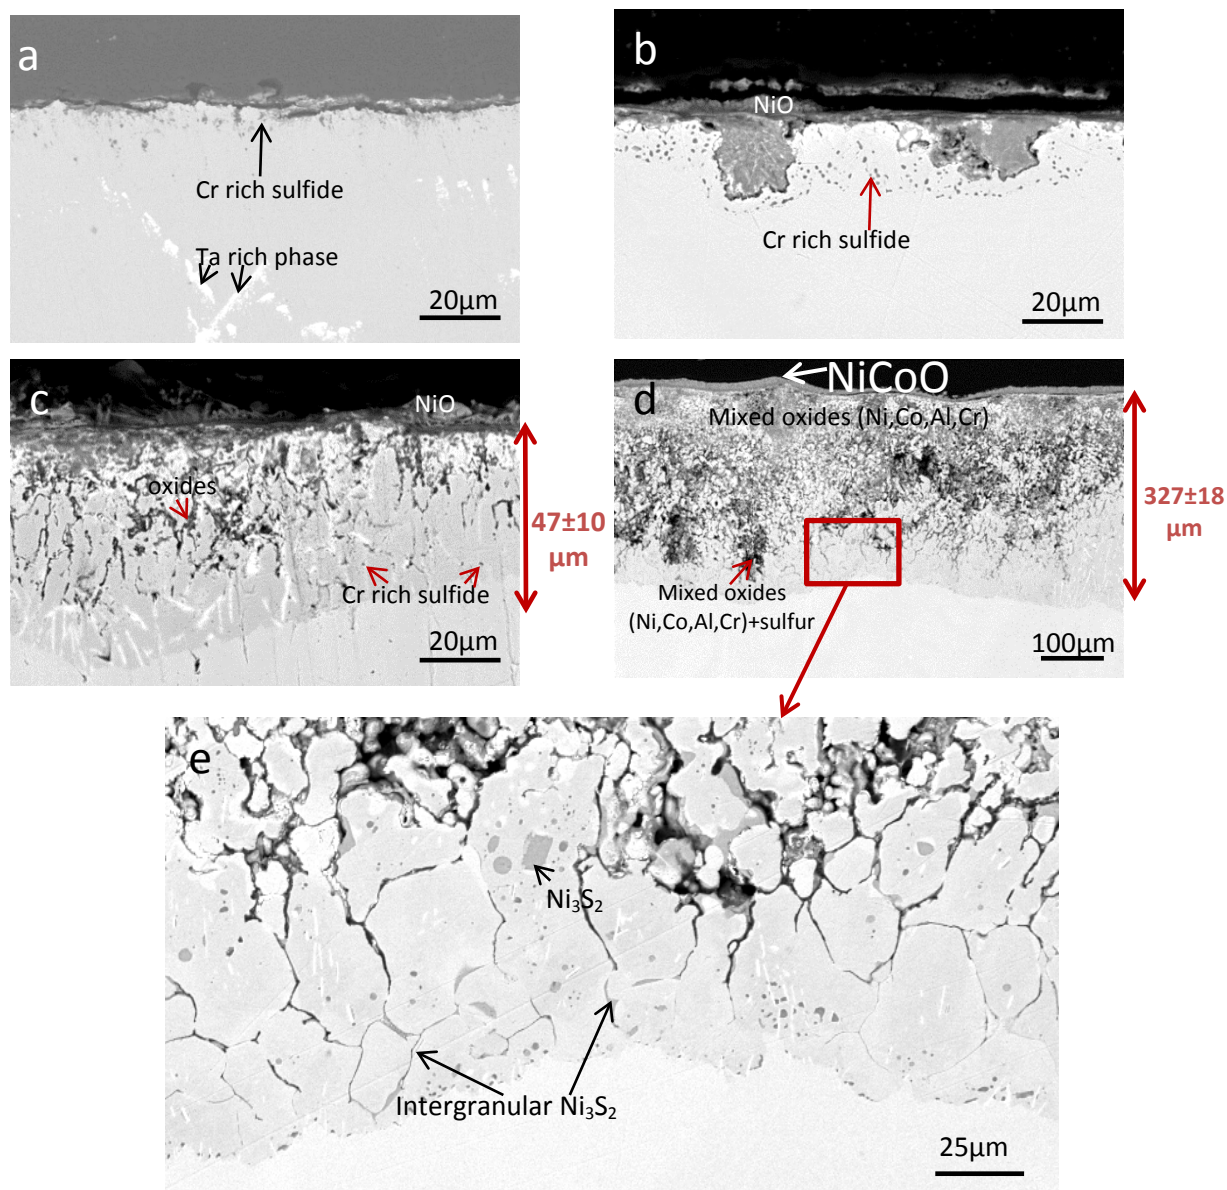 a
Cr rich sulfide
Ta rich phase
20µm
b
NiO
Cr rich sulfide
20µm
c
NiO
oxides
Cr rich sulfide
20µm
47±10
µm
NiCoO
d
Mixed oxides (Ni,Co,Al,Cr)
Mixed oxides
(Ni,Co,Al,Cr)+sulfur
100µm
327±18
µm
e
Ni₃S₂
Intergranular Ni₃S₂
25µm